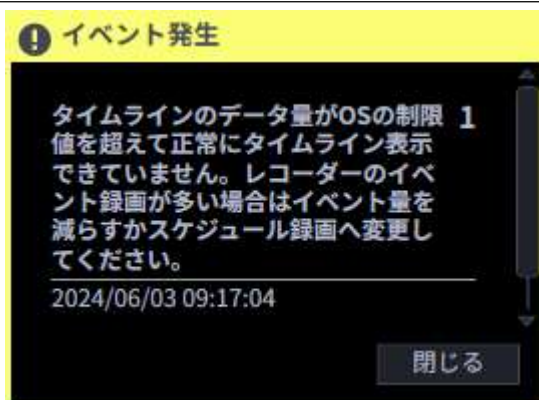 イベント発生
タイムラインのデータ量がOSの制限 1
値を超えて正常にタイムライン表示
できていません。レコーダーのイベ
ント録画が多い場合はイベント量を
減らすかスケジュール録画へ変更し
てください。
2024/06/03 09:17:04
閉じる